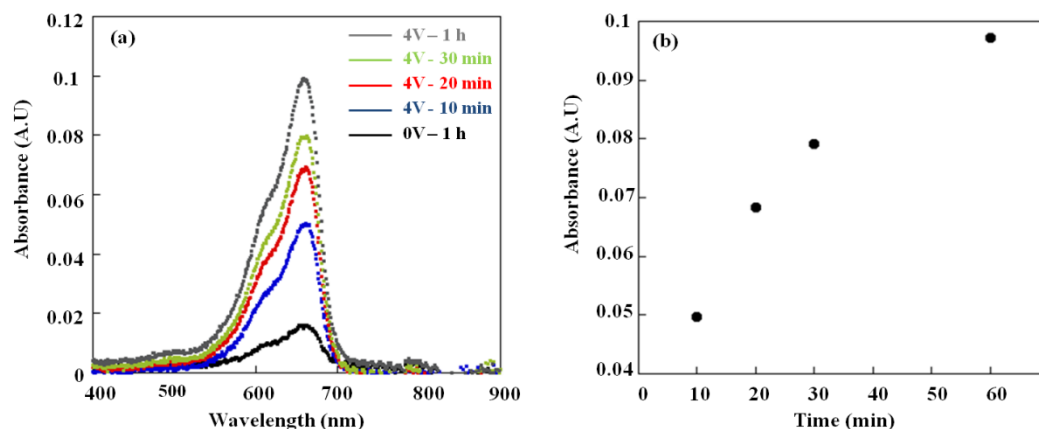 (a)
4V – 1 h
4V - 30 min
4V - 20 min
4V - 10 min
0V – 1 h
0.12
0.1
0.08
0.06
0.04
0.02
0
Absorbance (A.U)
400 500 600 700 800 900
Wavelength (nm)
(b)
0.1
0.09
0.08
0.07
0.06
0.05
0.04
Absorbance (A.U)
0 10 20 30 40 50 60
Time (min)